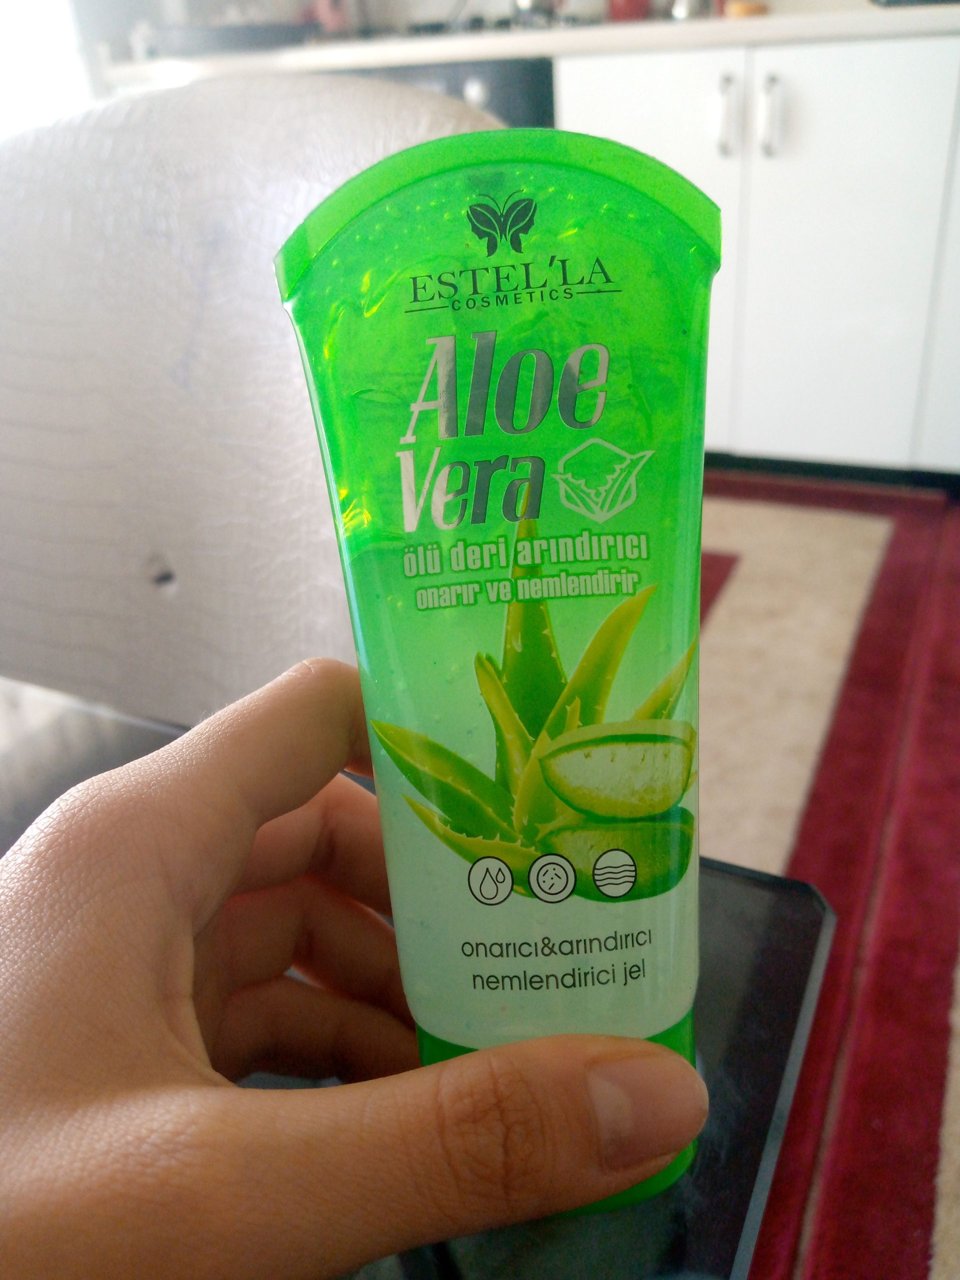 ESTEL'LA
COSMETICS
Aloe
Vera
ölü deri arındırıcı
onarır ve nemlendirir
onarıcı&arındırıcı
nemlendirici jel